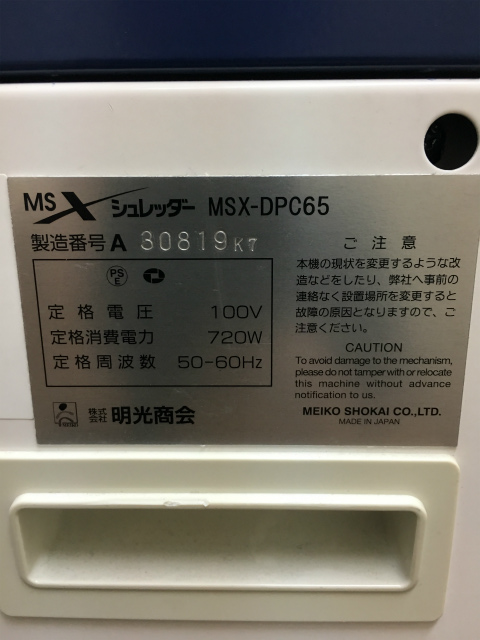 MSX シュレッダー MSX-DPC65
製造番号 A 30819K7
PS
E
定格電圧 100V
定格消費電力 720W
定格周波数 50-60Hz
株式会社 明光商会
ご注意
本機の現状を変更するような改
造などをしたり、弊社へ事前の
連絡なく設置場所を変更すると
故障の原因となりますので、ご
注意ください。
CAUTION
To avoid damage to the mechanism,
please do not tamper with or relocate
this machine without advance
notification to us.
MEIKO SHOKAI CO.,LTD.
MADE IN JAPAN